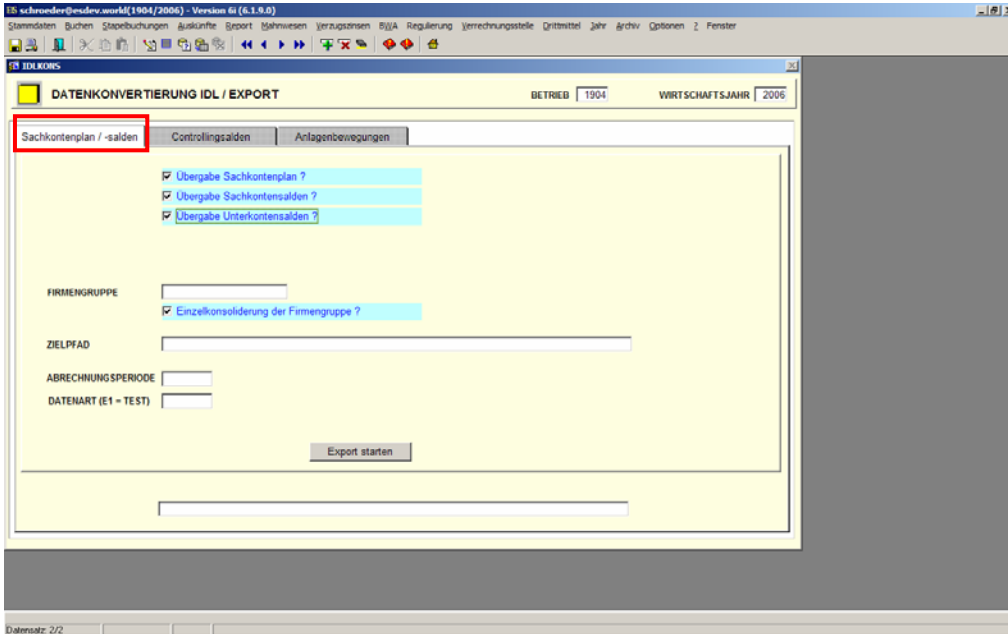 schroeder@esdev.world(1904/2006) - Version 6i (6.1.9.0)
Stammdaten Buchen Stapelbuchungen Auskünfte Report Mahnwesen Verzugszinsen BWA Regulierung Verrechnungsstelle Drittmittel Jahr Archiv Optionen ? Fenster
IDLKONS
DATENKONVERTIERUNG IDL / EXPORT BETRIEB 1904 WIRTSCHAFTSJAHR 2006
Sachkontenplan / -salden Controllingsalden Anlagenbewegungen
Übergabe Sachkontenplan ?
Übergabe Sachkontensalden ?
Übergabe Unterkontensalden ?
FIRMENGRUPPE
Einzelkonsoliderung der Firmengruppe ?
ZIELPFAD
ABRECHNUNGSPERIODE
DATENART (E1 = TEST)
Export starten
Datensatz: 2/2